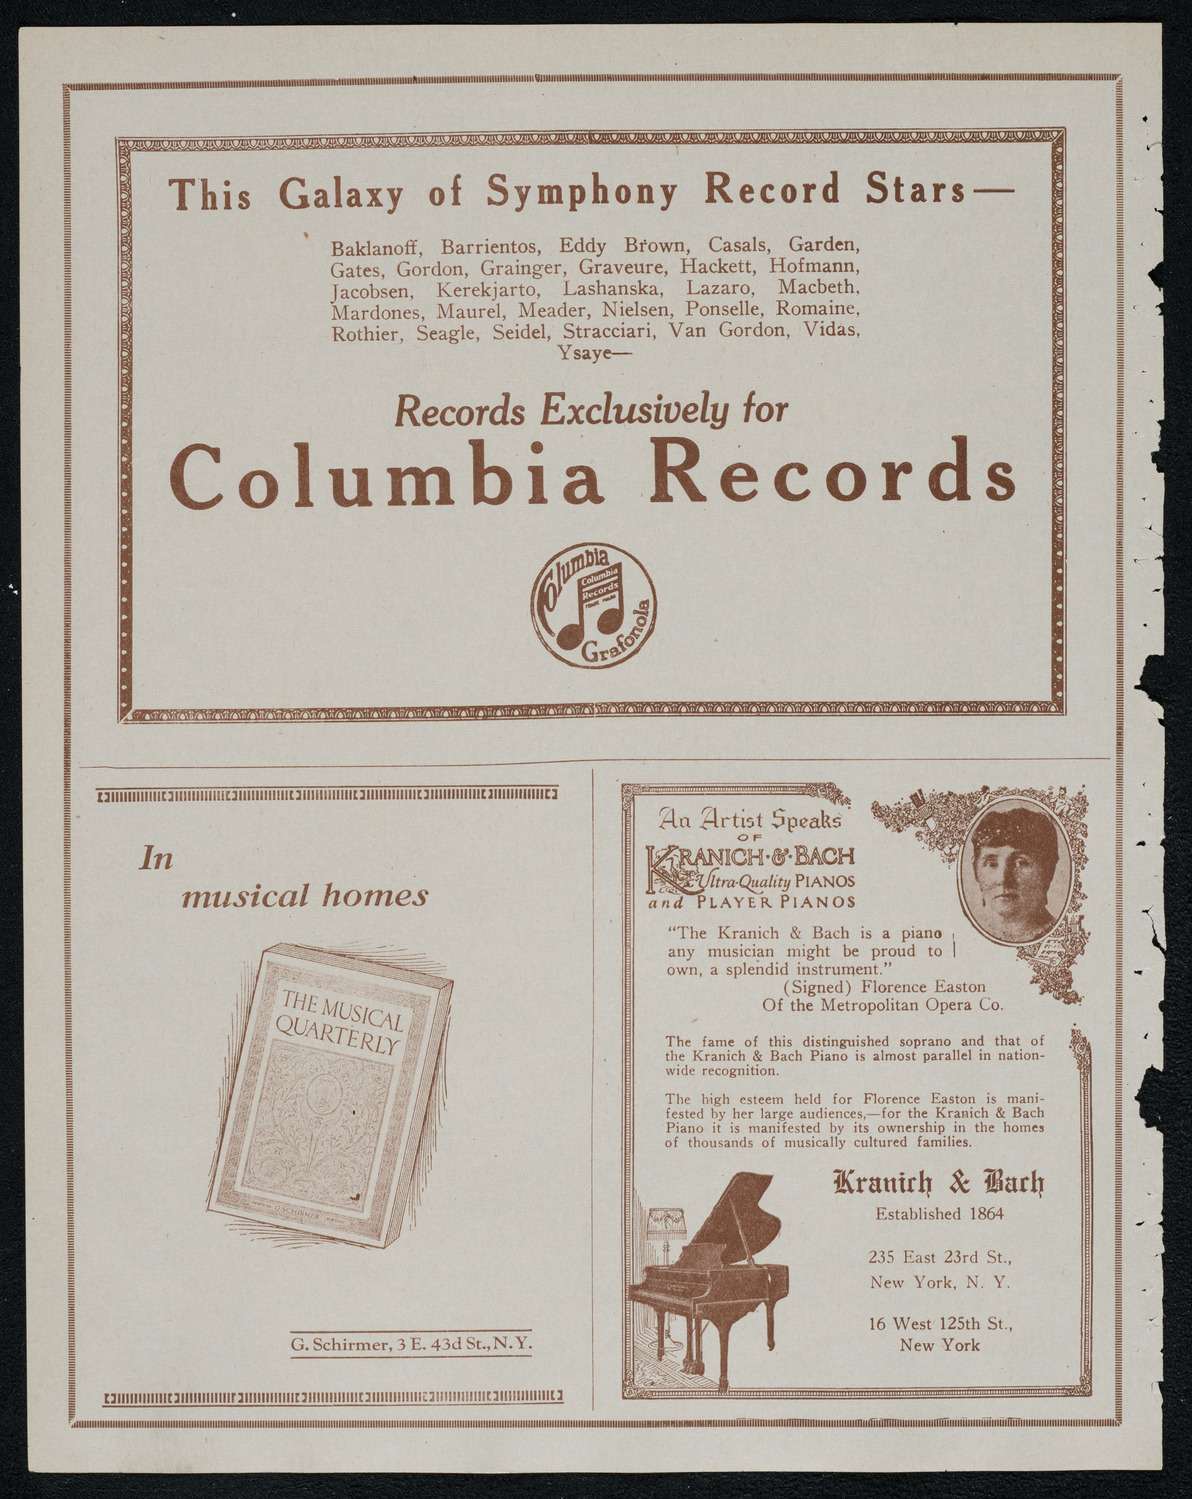 This Galaxy of Symphony Record Stars—
Baklanoff, Barrientos, Eddy Brown, Casals, Garden,
Gates, Gordon, Grainger, Graveure, Hackett, Hofmann,
Jacobsen, Kerekjarto, Lashanska, Lazaro, Macbeth,
Mardones, Maurel, Meader, Nielsen, Ponselle, Romaine,
Rothier, Seagle, Seidel, Stracciari, Van Gordon, Vidas,
Ysaye—
Records Exclusively for
Columbia Records
Columbia
Columbia
Records
Grafonola
In
musical homes
THE MUSICAL
QUARTERLY
G. SCHIRMER
G. Schirmer, 3 E. 43d St., N. Y.
An Artist Speaks
OF
KRANICH·&·BACH
Ultra-Quality PIANOS
and PLAYER PIANOS
“The Kranich & Bach is a piano
any musician might be proud to
own, a splendid instrument.”
(Signed) Florence Easton
Of the Metropolitan Opera Co.
The fame of this distinguished soprano and that of
the Kranich & Bach Piano is almost parallel in nation-
wide recognition.
The high esteem held for Florence Easton is mani-
fested by her large audiences,—for the Kranich & Bach
Piano it is manifested by its ownership in the homes
of thousands of musically cultured families.
Kranich & Bach
Established 1864
235 East 23rd St.,
New York, N. Y.
16 West 125th St.,
New York